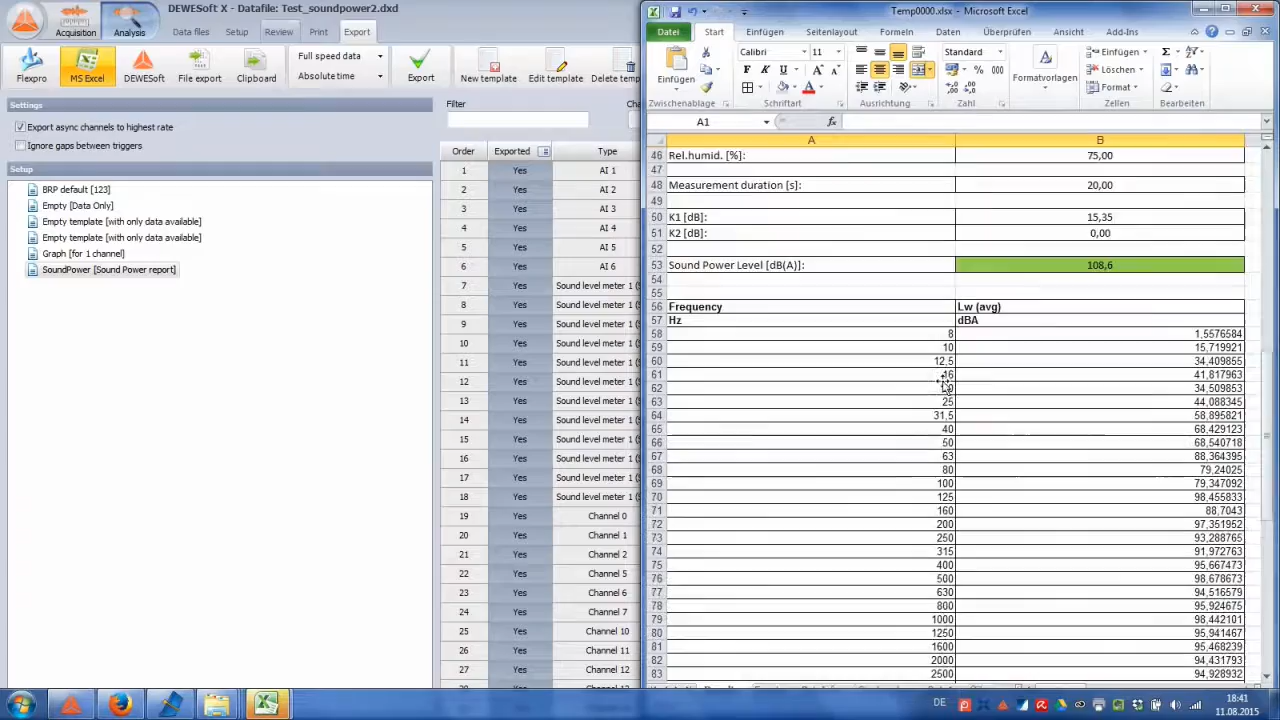 DEWESoft X - Datafile: Test_soundpower2.dxd
Acquisition
Analysis
Data files
Setup
Review
Print
Export
Flexpro
MS Excel
DEWESoft
File export
Clipboard
Full speed data
Absolute time
Export
New template
Edit template
Delete tem
Settings
Export async channels to highest rate
Ignore gaps between triggers
Setup
BRP default [123]
Empty [Data Only]
Empty template [with only data available]
Empty template [with only data available]
Graph [for 1 channel]
SoundPower [Sound Power report]
Filter
Cha
Order Exported Type
1 Yes AI 1
2 Yes AI 2
3 Yes AI 3
4 Yes AI 4
5 Yes AI 5
6 Yes AI 6
7 Yes Sound level meter 1 (S
8 Yes Sound level meter 1 (S
9 Yes Sound level meter 1 (S
10 Yes Sound level meter 1 (S
11 Yes Sound level meter 1 (S
12 Yes Sound level meter 1 (S
13 Yes Sound level meter 1 (S
14 Yes Sound level meter 1 (S
15 Yes Sound level meter 1 (S
16 Yes Sound level meter 1 (S
17 Yes Sound level meter 1 (S
18 Yes Sound level meter 1 (S
19 Yes Channel 0
20 Yes Channel 1
21 Yes Channel 2
22 Yes Channel 5
23 Yes Channel 6
24 Yes Channel 7
25 Yes Channel 10
26 Yes Channel 11
27 Yes Channel 12
Temp0000.xlsx - Microsoft Excel
Datei
Start
Einfügen
Seitenlayout
Formeln
Daten
Überprüfen
Ansicht
Add-Ins
Einfügen
Zwischenablage
Calibri
11
F K U
Schriftart
Ausrichtung
Standard
% 000
Zahl
Formatvorlagen
Einfügen
Löschen
Format
Zellen
Bearbeiten
A1
fx
A B
46 Rel.humid. [%]: 75,00
47
48 Measurement duration [s]: 20,00
49
50 K1 [dB]: 15,35
51 K2 [dB]: 0,00
52
53 Sound Power Level [dB(A)]: 108,6
54
55
56 Frequency Lw (avg)
57 Hz dBA
58 8 1,5576584
59 10 15,719921
60 12,5 34,409855
61 16 41,817963
62 34,509853
63 25 44,088345
64 31,5 58,895821
65 40 68,429123
66 50 68,540718
67 63 88,364395
68 80 79,24025
69 100 79,347092
70 125 98,455833
71 160 88,7043
72 200 97,351952
73 250 93,288765
74 315 91,972763
75 400 95,667473
76 500 98,678673
77 630 94,516579
78 800 95,924675
79 1000 98,442101
80 1250 95,941467
81 1600 95,468239
82 2000 94,431793
83 2500 94,928932
DE
18:41
11.08.2015